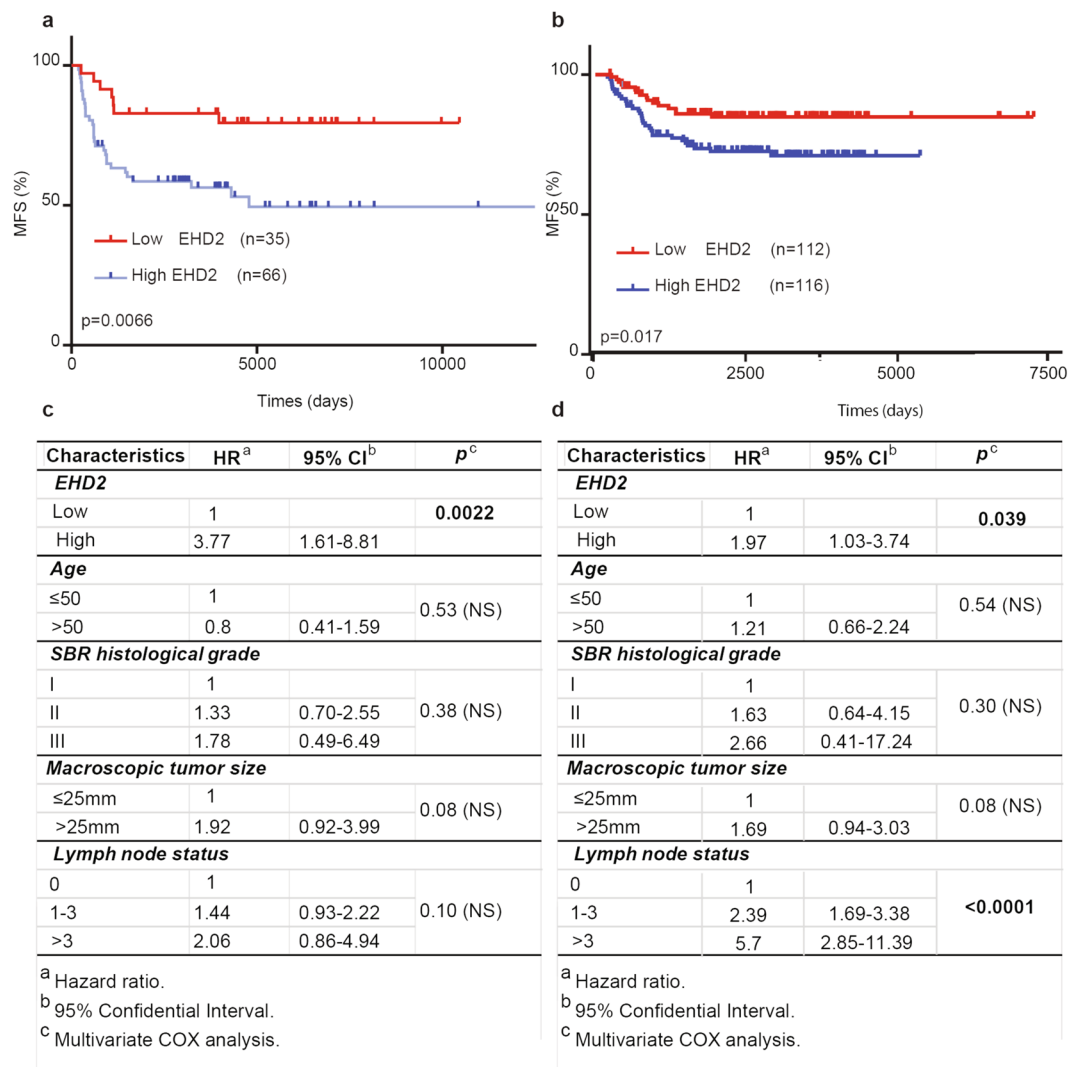 a
100
50
0
MFS (%)
Low EHD2 (n=35)
High EHD2 (n=66)
p=0.0066
0 5000 10000
Times (days)
b
100
50
0
MFS (%)
Low EHD2 (n=112)
High EHD2 (n=116)
p=0.017
0 2500 5000 7500
Times (days)
c
Characteristics HRa 95% CIb pc
EHD2
Low 1 0.0022
High 3.77 1.61-8.81
Age
≤50 1 0.53 (NS)
>50 0.8 0.41-1.59
SBR histological grade
I 1
II 1.33 0.70-2.55 0.38 (NS)
III 1.78 0.49-6.49
Macroscopic tumor size
≤25mm 1 0.08 (NS)
>25mm 1.92 0.92-3.99
Lymph node status
0 1
1-3 1.44 0.93-2.22 0.10 (NS)
>3 2.06 0.86-4.94
a Hazard ratio.
b 95% Confidential Interval.
c Multivariate COX analysis.
d
Characteristics HRa 95% CIb pc
EHD2
Low 1 0.039
High 1.97 1.03-3.74
Age
≤50 1 0.54 (NS)
>50 1.21 0.66-2.24
SBR histological grade
I 1
II 1.63 0.64-4.15 0.30 (NS)
III 2.66 0.41-17.24
Macroscopic tumor size
≤25mm 1 0.08 (NS)
>25mm 1.69 0.94-3.03
Lymph node status
0 1
1-3 2.39 1.69-3.38 <0.0001
>3 5.7 2.85-11.39
a Hazard ratio.
b 95% Confidential Interval.
c Multivariate COX analysis.